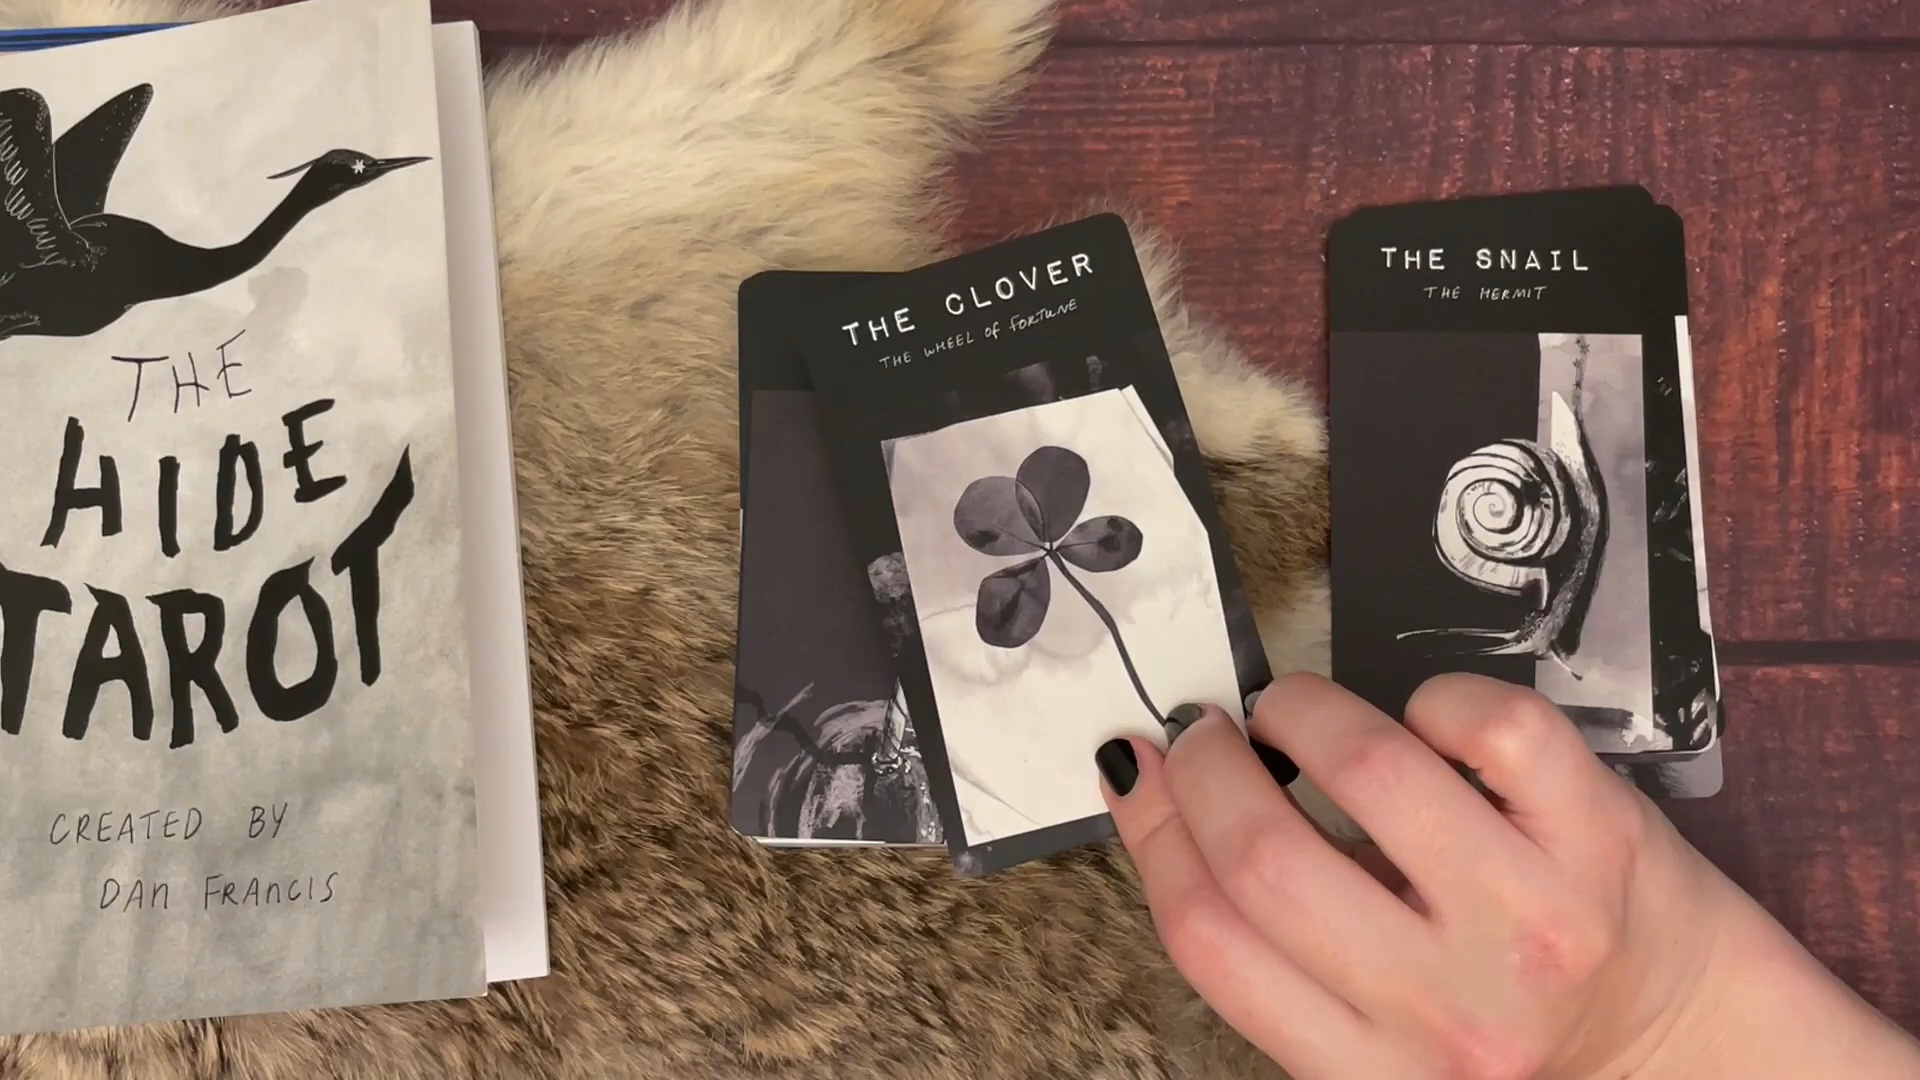 THE
HIDE
TAROT
CREATED BY
DAN FRANCIS
THE CLOVER
THE WHEEL OF FORTUNE
THE SNAIL
THE HERMIT